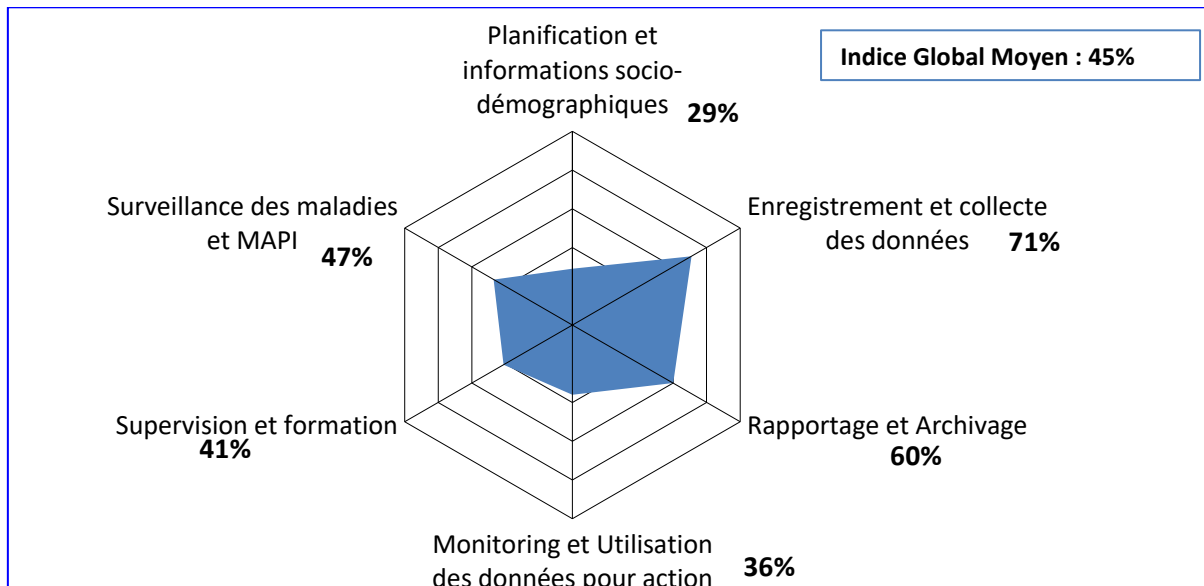 Planification et
informations socio-
démographiques 29%
Indice Global Moyen : 45%
Enregistrement et collecte
des données 71%
Rapportage et Archivage
60%
Monitoring et Utilisation
des données pour action 36%
Supervision et formation
41%
Surveillance des maladies
et MAPI 47%